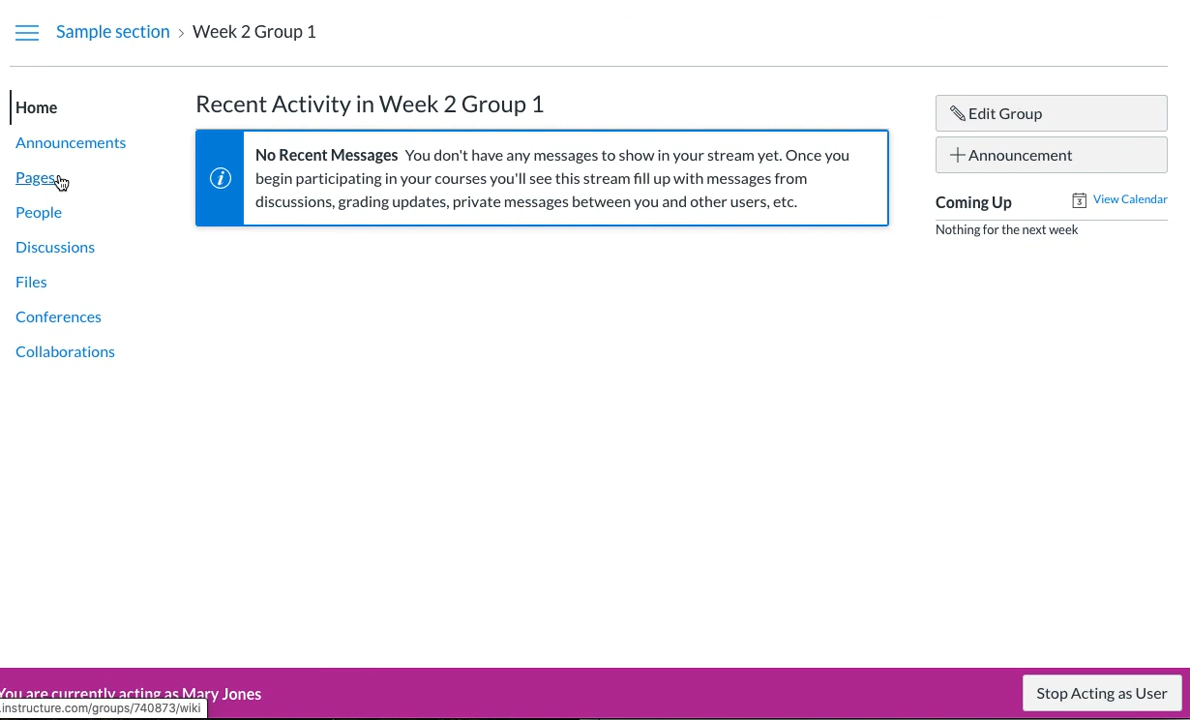 Sample section › Week 2 Group 1
Home
Announcements
Pages
People
Discussions
Files
Conferences
Collaborations
Recent Activity in Week 2 Group 1
No Recent Messages You don't have any messages to show in your stream yet. Once you
begin participating in your courses you'll see this stream fill up with messages from
discussions, grading updates, private messages between you and other users, etc.
Edit Group
Announcement
Coming Up
3 View Calendar
Nothing for the next week
You are currently acting as Mary Jones
.instructure.com/groups/740873/wiki
Stop Acting as User